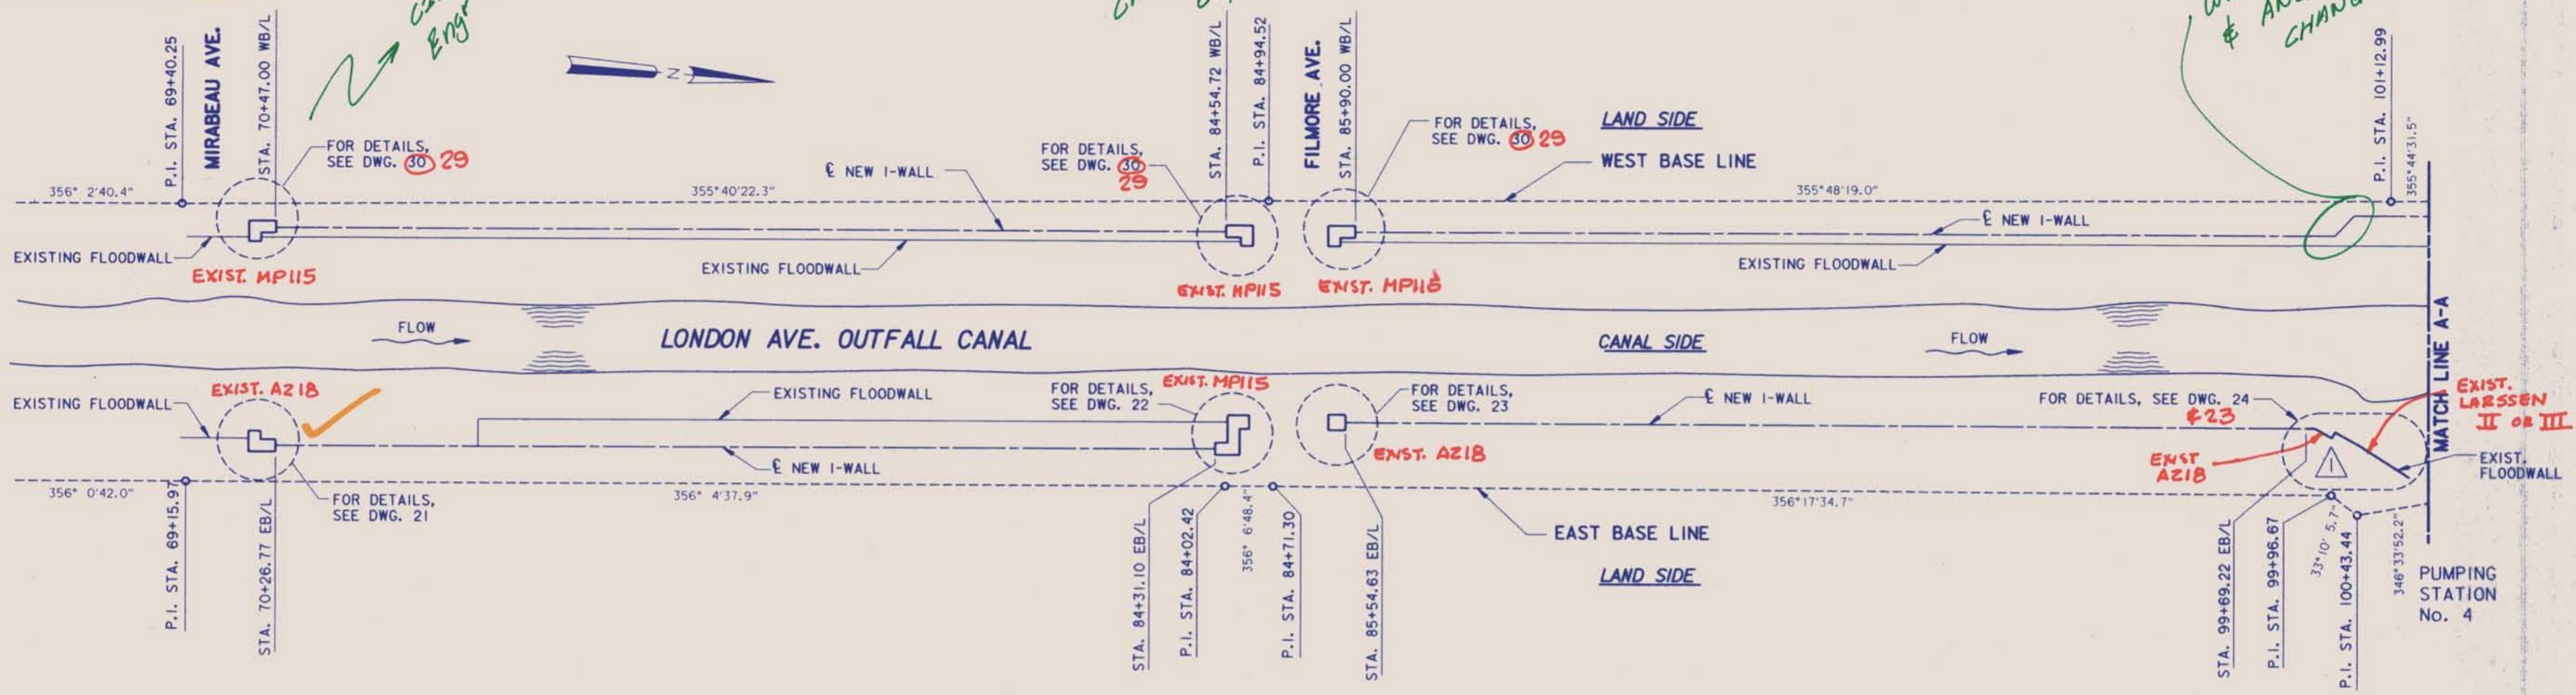 P.I. STA. 69+40.25
MIRABEAU AVE.
STA. 70+47.00 WB/L
Engr
N
STA. 84+54.72 WB/L
P.I. STA. 84+94.52
FILMORE AVE.
STA. 85+90.00 WB/L
&
CHANG
P.I. STA. 101+12.99
355°44'31.5"
FOR DETAILS,
SEE DWG. 30 29
FOR DETAILS,
SEE DWG. 30
29
FOR DETAILS,
SEE DWG. 30 29
LAND SIDE
WEST BASE LINE
℄ NEW I-WALL
356° 2'40.4"
355°40'22.3"
355°48'19.0"
℄ NEW I-WALL
EXISTING FLOODWALL
EXISTING FLOODWALL
EXISTING FLOODWALL
EXIST. MP115
EXIST. MP115
EXIST. MP115
FLOW
LONDON AVE. OUTFALL CANAL
CANAL SIDE
FLOW
MATCH LINE A-A
EXISTING FLOODWALL
EXIST. AZ18
EXISTING FLOODWALL
FOR DETAILS,
SEE DWG. 22
EXIST. MP115
FOR DETAILS,
SEE DWG. 23
℄ NEW I-WALL
FOR DETAILS, SEE DWG. 24
&23
EXIST.
LARSSEN
II OR III
EXIST. AZ18
EXIST
AZ18
1
EXIST.
FLOODWALL
℄ NEW I-WALL
356° 0'42.0"
FOR DETAILS,
SEE DWG. 21
356° 4'37.9"
356°17'34.7"
EAST BASE LINE
LAND SIDE
P.I. STA. 69+15.97
STA. 70+26.77 EB/L
STA. 84+31.10 EB/L
P.I. STA. 84+02.42
356° 6'48.4"
P.I. STA. 84+71.30
STA. 85+54.63 EB/L
STA. 99+69.22 EB/L
P.I. STA. 99+96.67
33°10' 5.7"
P.I. STA. 100+43.44
346°33'52.2"
PUMPING
STATION
No. 4